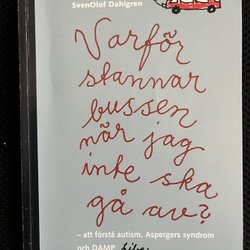 SvenOlof Dahlgren
Varför
stannar
bussen
när jag
inte ska
gå av?
– att förstå autism, Aspergers syndrom
och DAMP